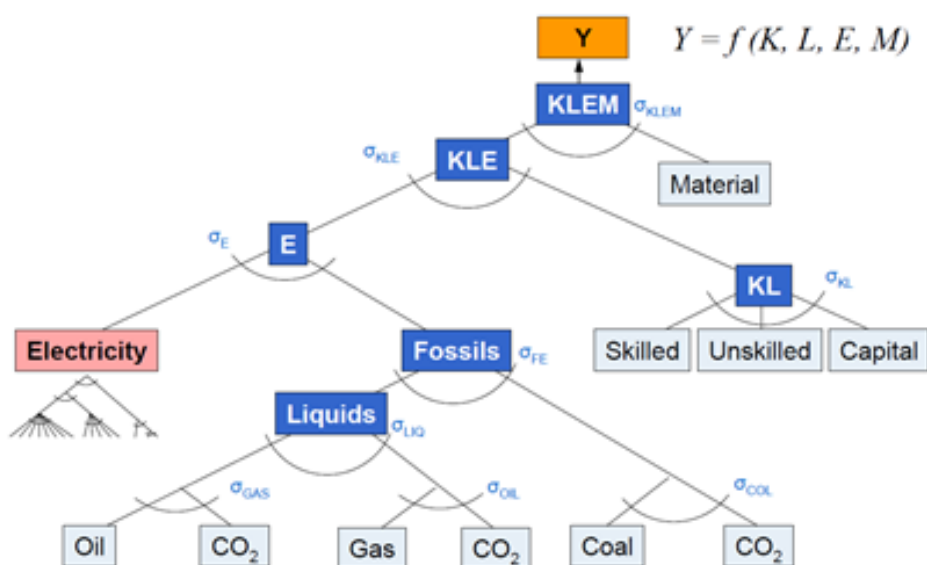 Y
Y = f (K, L, E, M)
KLEM
σKLEM
σKLE
KLE
Material
σE
E
KL
σKL
Electricity
Fossils
σFE
Skilled
Unskilled
Capital
Liquids
σLIQ
σGAS
σOIL
σCOL
Oil
CO₂
Gas
CO₂
Coal
CO₂